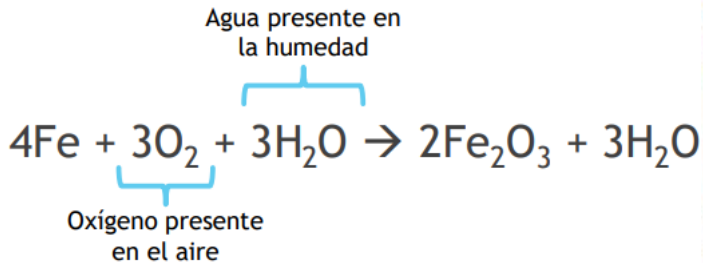 Agua presente en
la humedad
4Fe + 3O₂ + 3H₂O → 2Fe₂O₃ + 3H₂O
Oxígeno presente
en el aire